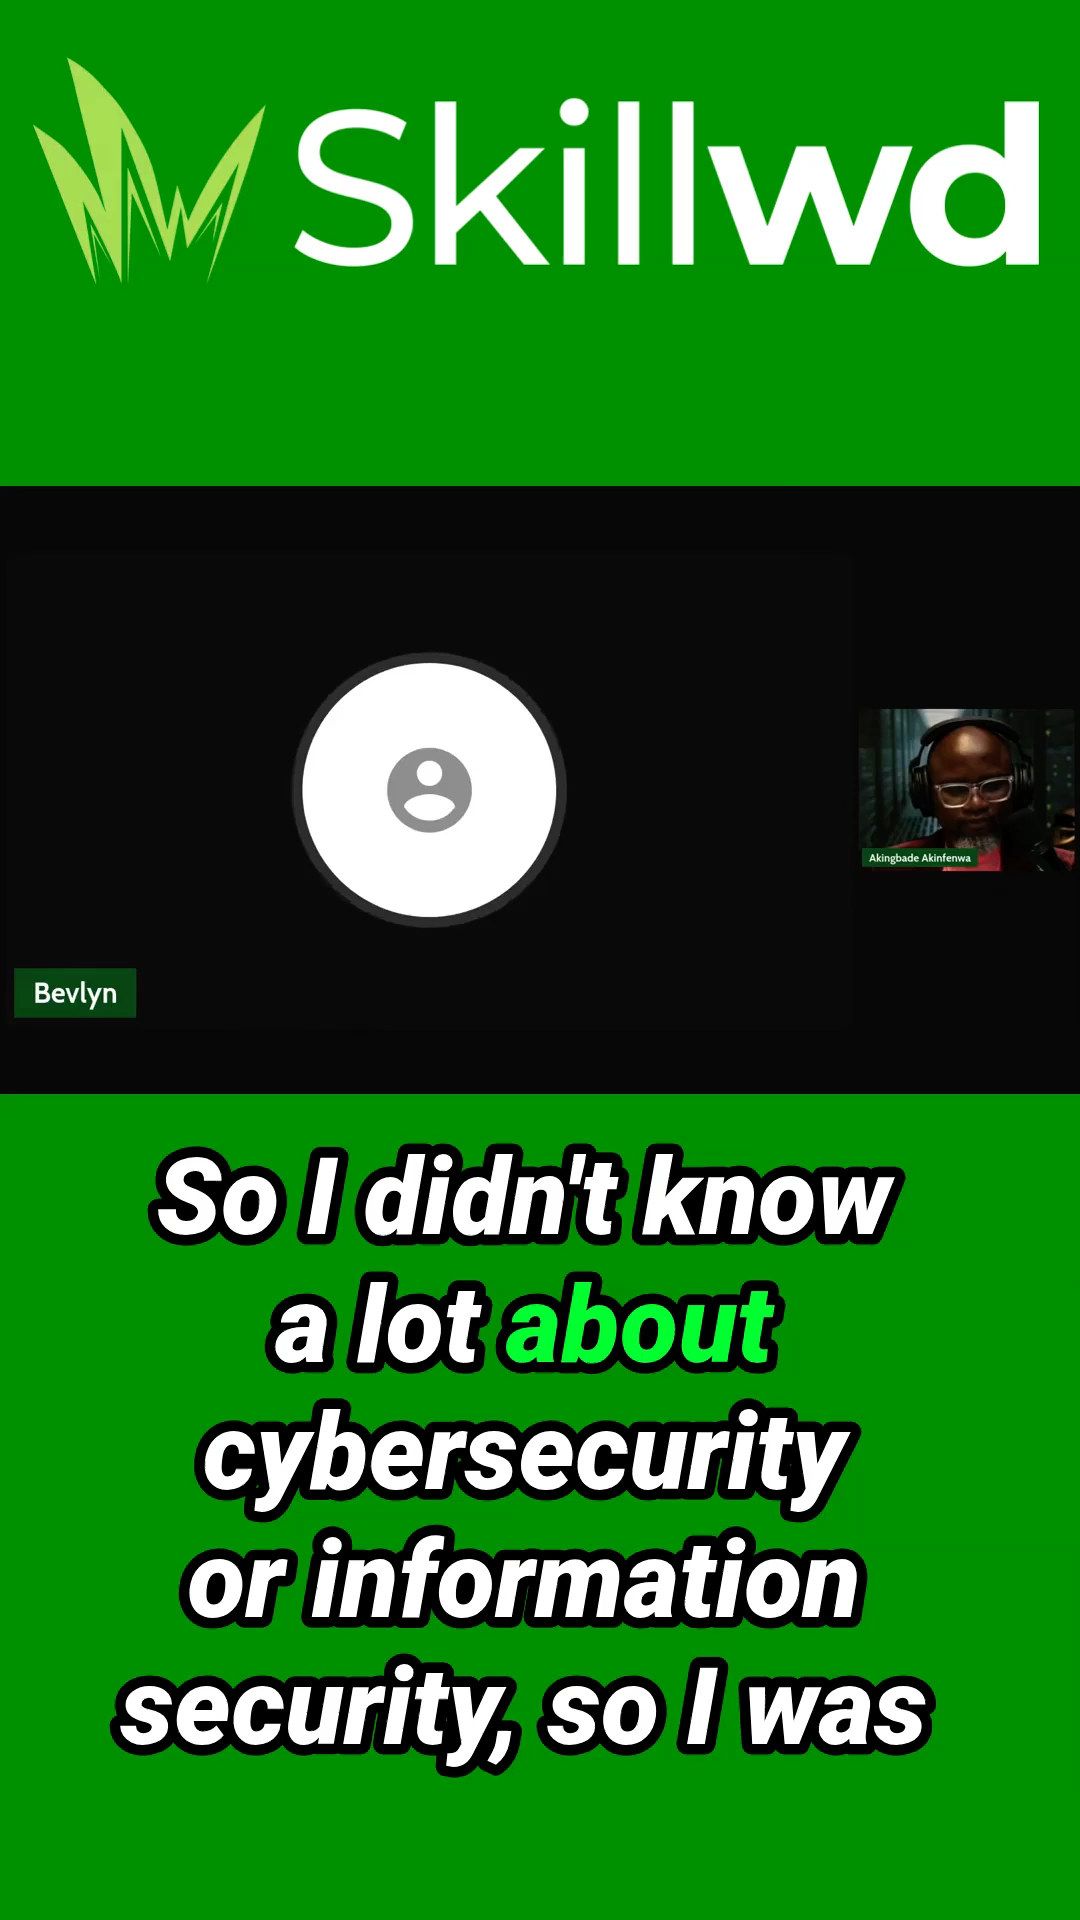 Skillwd
Akingbade Akinfenwa
Bevlyn
So I didn't know
a lot about
cybersecurity
or information
security, so I was